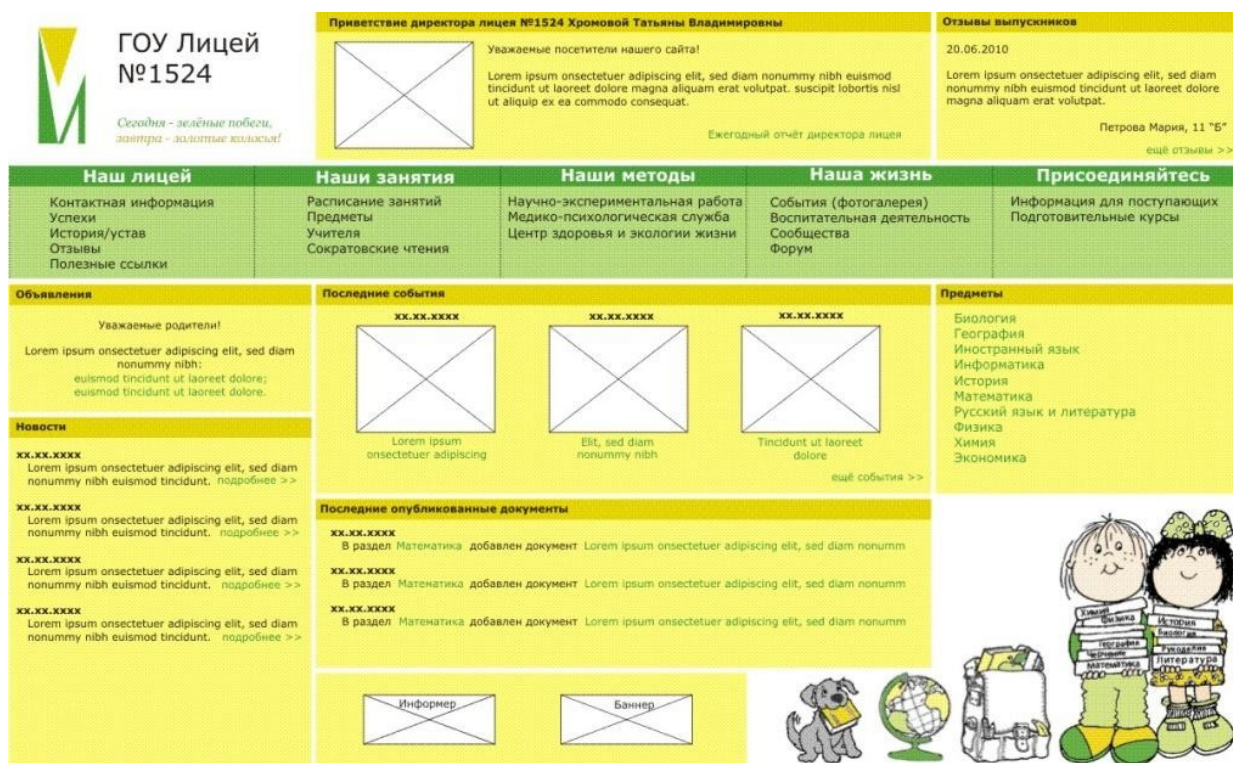 ГОУ Лицей
№1524
Сегодня - зелёные побеги,
завтра - золотые колосья!
Приветствие директора лицея №1524 Хромовой Татьяны Владимировны
Уважаемые посетители нашего сайта!
Lorem ipsum onsectetuer adipiscing elit, sed diam nonummy nibh euismod
tincidunt ut laoreet dolore magna aliquam erat volutpat. suscipit lobortis nisl
ut aliquip ex ea commodo consequat.
Ежегодный отчёт директора лицея
Отзывы выпускников
20.06.2010
Lorem ipsum onsectetuer adipiscing elit, sed diam
nonummy nibh euismod tincidunt ut laoreet dolore
magna aliquam erat volutpat.
Петрова Мария, 11 "Б"
ещё отзывы >>
Наш лицей
Контактная информация
Успехи
История/устав
Отзывы
Полезные ссылки
Наши занятия
Расписание занятий
Предметы
Учителя
Сократовские чтения
Наши методы
Научно-экспериментальная работа
Медико-психологическая служба
Центр здоровья и экологии жизни
Наша жизнь
События (фотогалерея)
Воспитательная деятельность
Сообщества
Форум
Присоединяйтесь
Информация для поступающих
Подготовительные курсы
Объявления
Уважаемые родители!
Lorem ipsum onsectetuer adipiscing elit, sed diam
nonummy nibh:
euismod tincidunt ut laoreet dolore;
euismod tincidunt ut laoreet dolore.
Новости
xx.xx.xxxx
Lorem ipsum onsectetuer adipiscing elit, sed diam
nonummy nibh euismod tincidunt. подробнее >>
xx.xx.xxxx
Lorem ipsum onsectetuer adipiscing elit, sed diam
nonummy nibh euismod tincidunt. подробнее >>
xx.xx.xxxx
Lorem ipsum onsectetuer adipiscing elit, sed diam
nonummy nibh euismod tincidunt. подробнее >>
xx.xx.xxxx
Lorem ipsum onsectetuer adipiscing elit, sed diam
nonummy nibh euismod tincidunt. подробнее >>
Последние события
xx.xx.xxxx
Lorem ipsum
onsectetuer adipiscing
xx.xx.xxxx
Elit, sed diam
nonummy nibh
xx.xx.xxxx
Tincidunt ut laoreet
dolore
ещё события >>
Последние опубликованные документы
xx.xx.xxxx
В раздел Математика добавлен документ Lorem ipsum onsectetuer adipiscing elit, sed diam nonumm
xx.xx.xxxx
В раздел Математика добавлен документ Lorem ipsum onsectetuer adipiscing elit, sed diam nonumm
xx.xx.xxxx
В раздел Математика добавлен документ Lorem ipsum onsectetuer adipiscing elit, sed diam nonumm
Информер
Баннер
Предметы
Биология
География
Иностранный язык
Информатика
История
Математика
Русский язык и литература
Физика
Химия
Экономика
Химия
Физика
География
Черчение
Математика
История
Биология
Рукоделие
Литература